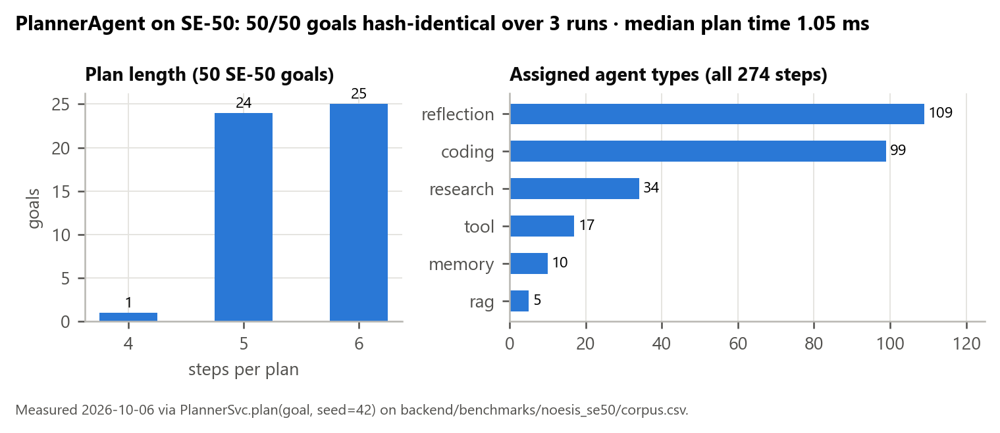 PlannerAgent on SE-50: 50/50 goals hash-identical over 3 runs · median plan time 1.05 ms
Plan length (50 SE-50 goals)
25
20
15
10
5
0
goals
1
24
25
4
5
6
steps per plan
Assigned agent types (all 274 steps)
reflection
109
coding
99
research
34
tool
17
memory
10
rag
5
0
20
40
60
80
100
120
Measured 2026-10-06 via PlannerSvc.plan(goal, seed=42) on backend/benchmarks/noesis_se50/corpus.csv.